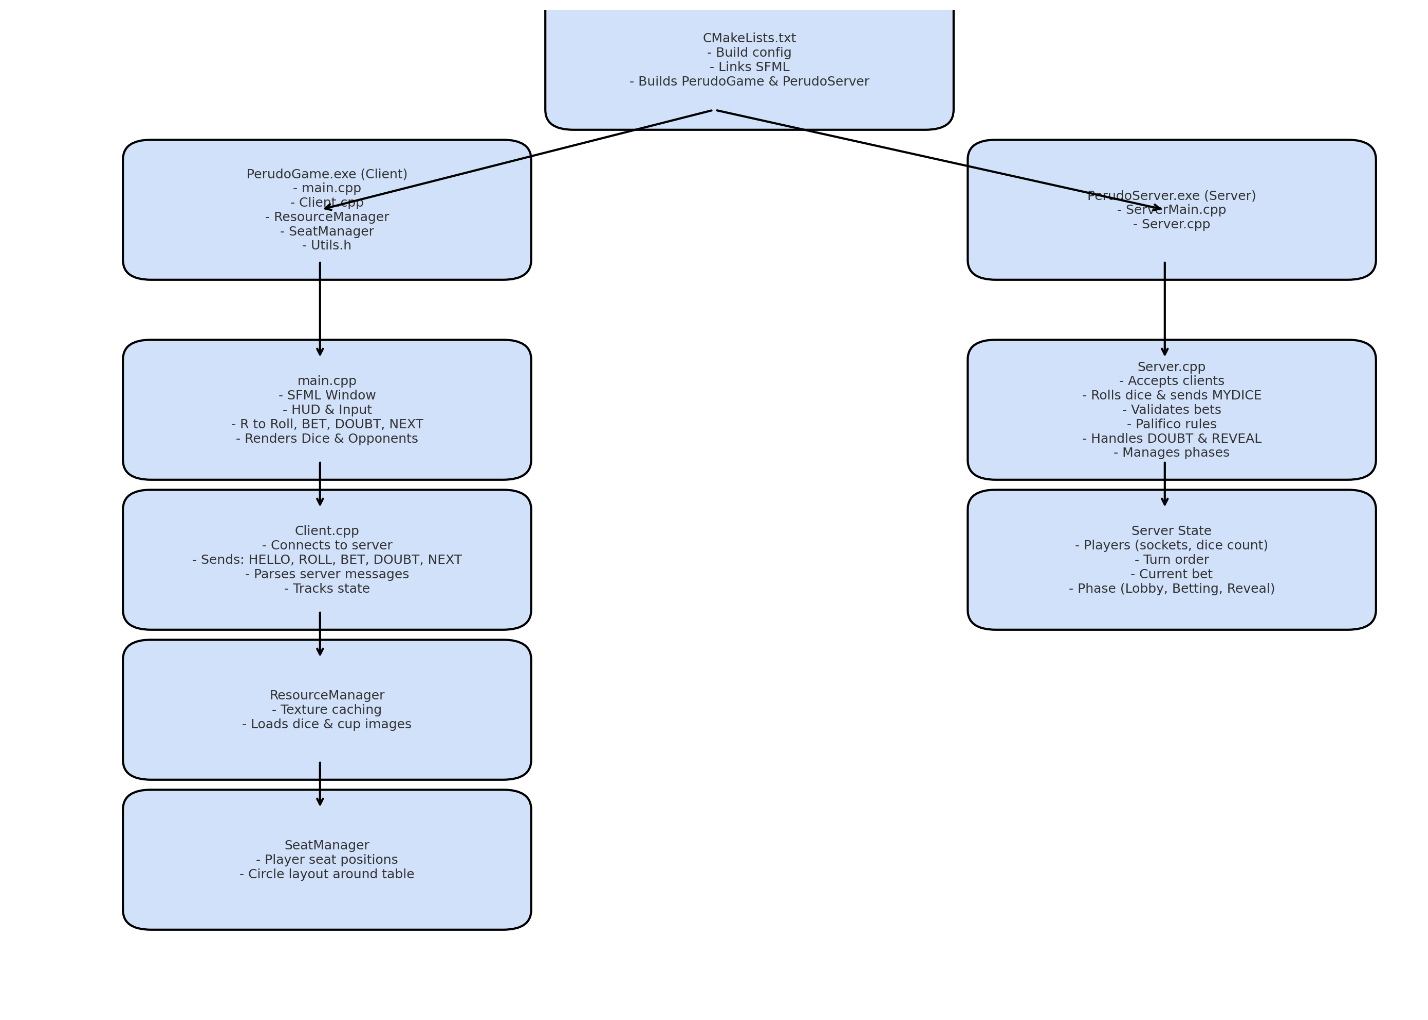 CMakeLists.txt
- Build config
- Links SFML
- Builds PerudoGame & PerudoServer
PerudoGame.exe (Client)
- main.cpp
- Client.cpp
- ResourceManager
- SeatManager
- Utils.h
PerudoServer.exe (Server)
- ServerMain.cpp
- Server.cpp
main.cpp
- SFML Window
- HUD & Input
- R to Roll, BET, DOUBT, NEXT
- Renders Dice & Opponents
Server.cpp
- Accepts clients
- Rolls dice & sends MYDICE
- Validates bets
- Palifico rules
- Handles DOUBT & REVEAL
- Manages phases
Client.cpp
- Connects to server
- Sends: HELLO, ROLL, BET, DOUBT, NEXT
- Parses server messages
- Tracks state
Server State
- Players (sockets, dice count)
- Turn order
- Current bet
- Phase (Lobby, Betting, Reveal)
ResourceManager
- Texture caching
- Loads dice & cup images
SeatManager
- Player seat positions
- Circle layout around table